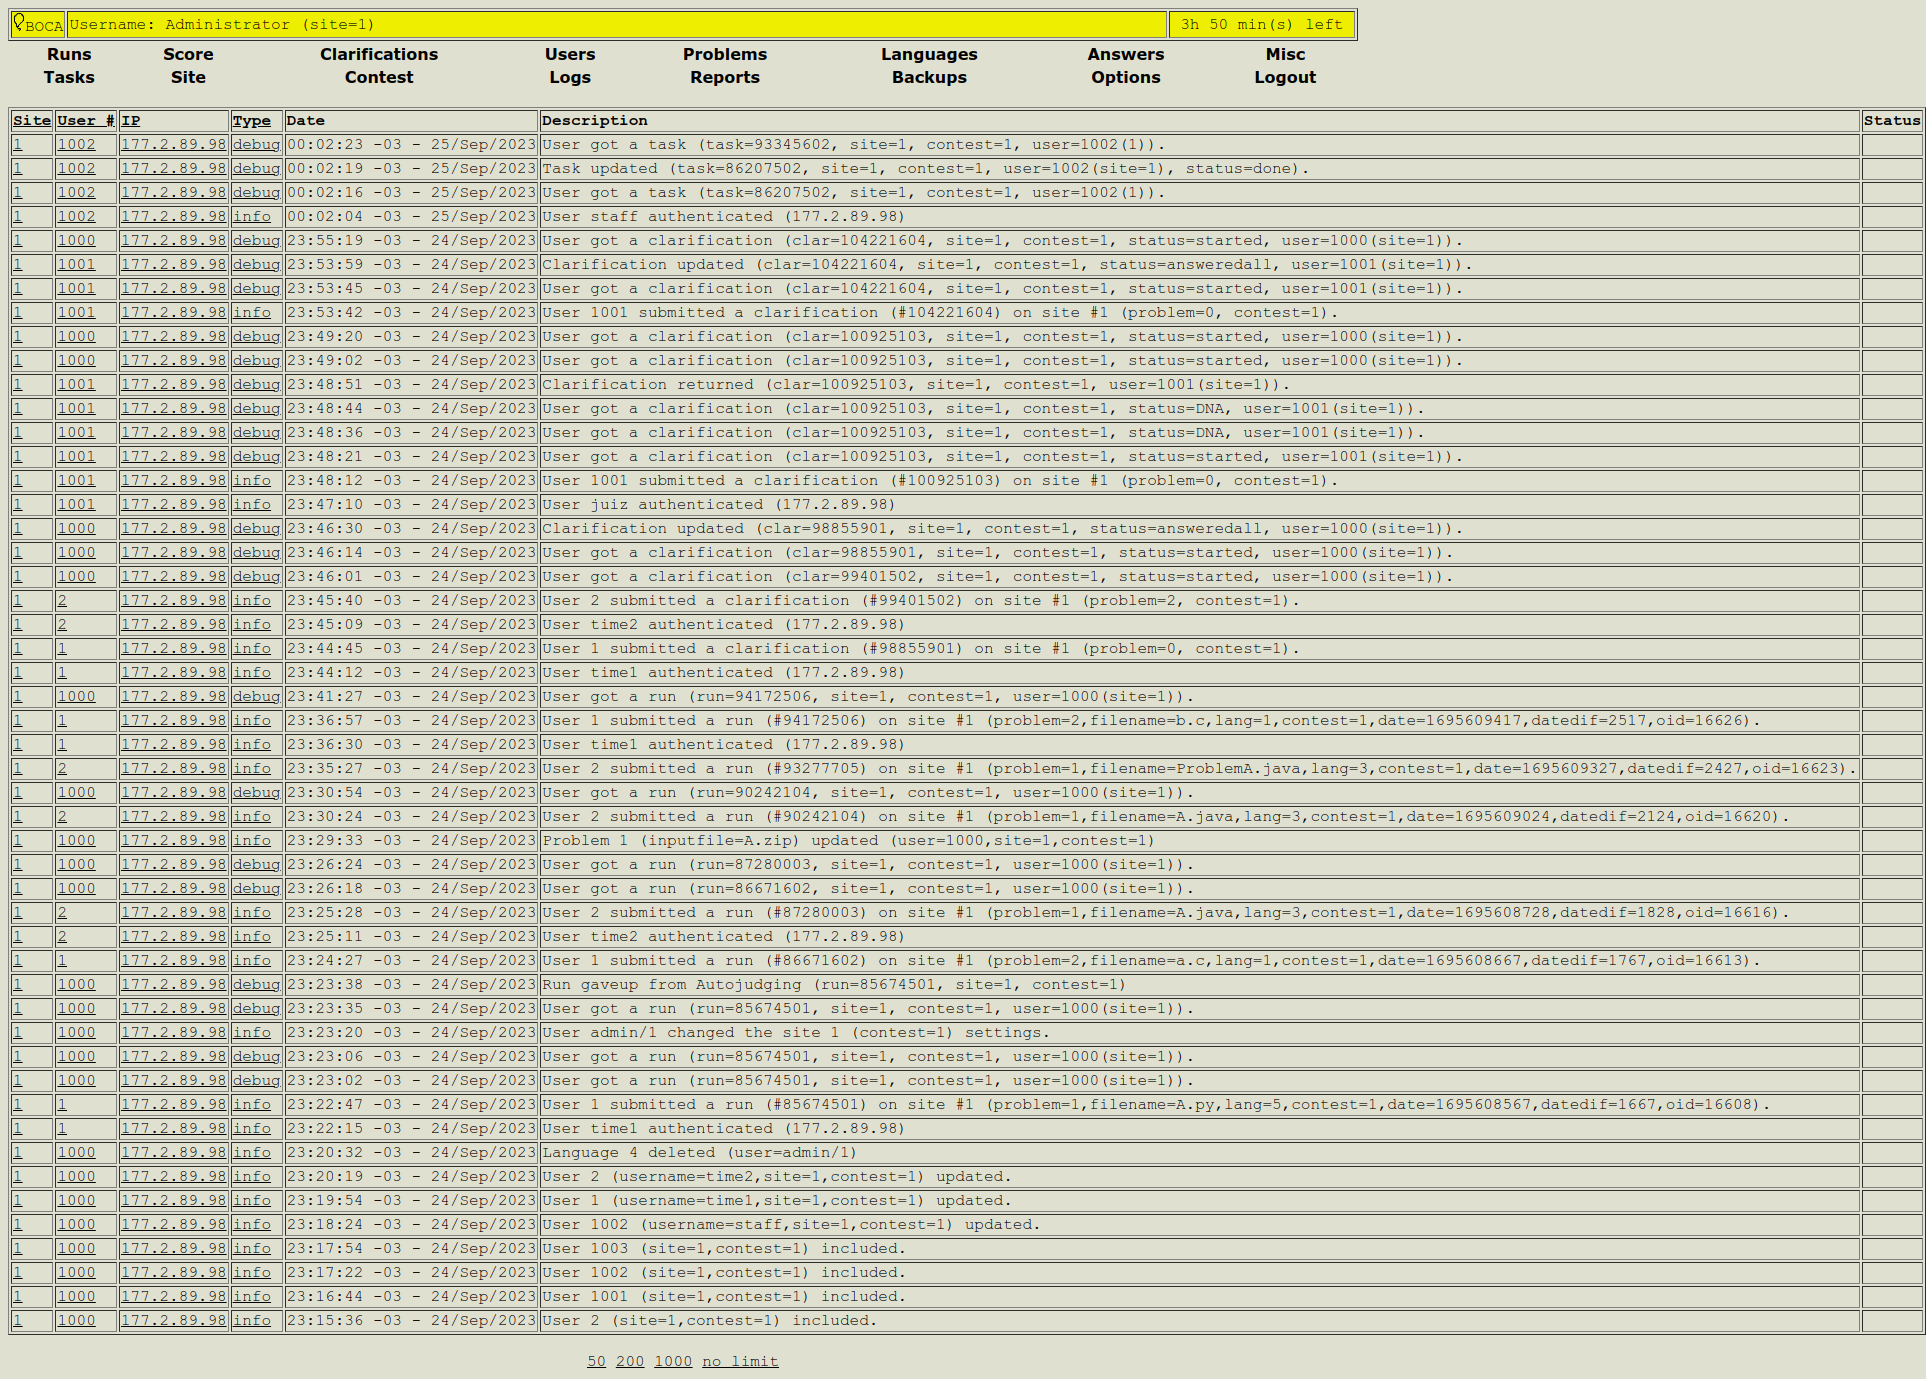 BOCA Username: Administrator (site=1) 3h 50 min(s) left
Runs Score Clarifications Users Problems Languages Answers Misc
Tasks Site Contest Logs Reports Backups Options Logout
Site User # IP Type Date Description Status
1 1002 177.2.89.98 debug 00:02:23 -03 - 25/Sep/2023 User got a task (task=93345602, site=1, contest=1, user=1002(1)).
1 1002 177.2.89.98 debug 00:02:19 -03 - 25/Sep/2023 Task updated (task=86207502, site=1, contest=1, user=1002(site=1), status=done).
1 1002 177.2.89.98 debug 00:02:16 -03 - 25/Sep/2023 User got a task (task=86207502, site=1, contest=1, user=1002(1)).
1 1002 177.2.89.98 info 00:02:04 -03 - 25/Sep/2023 User staff authenticated (177.2.89.98)
1 1000 177.2.89.98 debug 23:55:19 -03 - 24/Sep/2023 User got a clarification (clar=104221604, site=1, contest=1, status=started, user=1000(site=1)).
1 1001 177.2.89.98 debug 23:53:59 -03 - 24/Sep/2023 Clarification updated (clar=104221604, site=1, contest=1, status=answeredall, user=1001(site=1)).
1 1001 177.2.89.98 debug 23:53:45 -03 - 24/Sep/2023 User got a clarification (clar=104221604, site=1, contest=1, status=started, user=1001(site=1)).
1 1001 177.2.89.98 info 23:53:42 -03 - 24/Sep/2023 User 1001 submitted a clarification (#104221604) on site #1 (problem=0, contest=1).
1 1000 177.2.89.98 debug 23:49:20 -03 - 24/Sep/2023 User got a clarification (clar=100925103, site=1, contest=1, status=started, user=1000(site=1)).
1 1000 177.2.89.98 debug 23:49:02 -03 - 24/Sep/2023 User got a clarification (clar=100925103, site=1, contest=1, status=started, user=1000(site=1)).
1 1001 177.2.89.98 debug 23:48:51 -03 - 24/Sep/2023 Clarification returned (clar=100925103, site=1, contest=1, user=1001(site=1)).
1 1001 177.2.89.98 debug 23:48:44 -03 - 24/Sep/2023 User got a clarification (clar=100925103, site=1, contest=1, status=DNA, user=1001(site=1)).
1 1001 177.2.89.98 debug 23:48:36 -03 - 24/Sep/2023 User got a clarification (clar=100925103, site=1, contest=1, status=DNA, user=1001(site=1)).
1 1001 177.2.89.98 debug 23:48:21 -03 - 24/Sep/2023 User got a clarification (clar=100925103, site=1, contest=1, status=started, user=1001(site=1)).
1 1001 177.2.89.98 info 23:48:12 -03 - 24/Sep/2023 User 1001 submitted a clarification (#100925103) on site #1 (problem=0, contest=1).
1 1001 177.2.89.98 info 23:47:10 -03 - 24/Sep/2023 User juiz authenticated (177.2.89.98)
1 1000 177.2.89.98 debug 23:46:30 -03 - 24/Sep/2023 Clarification updated (clar=98855901, site=1, contest=1, status=answeredall, user=1000(site=1)).
1 1000 177.2.89.98 debug 23:46:14 -03 - 24/Sep/2023 User got a clarification (clar=98855901, site=1, contest=1, status=started, user=1000(site=1)).
1 1000 177.2.89.98 debug 23:46:01 -03 - 24/Sep/2023 User got a clarification (clar=99401502, site=1, contest=1, status=started, user=1000(site=1)).
1 2 177.2.89.98 info 23:45:40 -03 - 24/Sep/2023 User 2 submitted a clarification (#99401502) on site #1 (problem=2, contest=1).
1 2 177.2.89.98 info 23:45:09 -03 - 24/Sep/2023 User time2 authenticated (177.2.89.98)
1 1 177.2.89.98 info 23:44:45 -03 - 24/Sep/2023 User 1 submitted a clarification (#98855901) on site #1 (problem=0, contest=1).
1 1 177.2.89.98 info 23:44:12 -03 - 24/Sep/2023 User time1 authenticated (177.2.89.98)
1 1000 177.2.89.98 debug 23:41:27 -03 - 24/Sep/2023 User got a run (run=94172506, site=1, contest=1, user=1000(site=1)).
1 1 177.2.89.98 info 23:36:57 -03 - 24/Sep/2023 User 1 submitted a run (#94172506) on site #1 (problem=2,filename=b.c,lang=1,contest=1,date=1695609417,datedif=2517,oid=16626).
1 1 177.2.89.98 info 23:36:30 -03 - 24/Sep/2023 User time1 authenticated (177.2.89.98)
1 2 177.2.89.98 info 23:35:27 -03 - 24/Sep/2023 User 2 submitted a run (#93277705) on site #1 (problem=1,filename=ProblemA.java,lang=3,contest=1,date=1695609327,datedif=2427,oid=16623).
1 1000 177.2.89.98 debug 23:30:54 -03 - 24/Sep/2023 User got a run (run=90242104, site=1, contest=1, user=1000(site=1)).
1 2 177.2.89.98 info 23:30:24 -03 - 24/Sep/2023 User 2 submitted a run (#90242104) on site #1 (problem=1,filename=A.java,lang=3,contest=1,date=1695609024,datedif=2124,oid=16620).
1 1000 177.2.89.98 info 23:29:33 -03 - 24/Sep/2023 Problem 1 (inputfile=A.zip) updated (user=1000,site=1,contest=1)
1 1000 177.2.89.98 debug 23:26:24 -03 - 24/Sep/2023 User got a run (run=87280003, site=1, contest=1, user=1000(site=1)).
1 1000 177.2.89.98 debug 23:26:18 -03 - 24/Sep/2023 User got a run (run=86671602, site=1, contest=1, user=1000(site=1)).
1 2 177.2.89.98 info 23:25:28 -03 - 24/Sep/2023 User 2 submitted a run (#87280003) on site #1 (problem=1,filename=A.java,lang=3,contest=1,date=1695608728,datedif=1828,oid=16616).
1 2 177.2.89.98 info 23:25:11 -03 - 24/Sep/2023 User time2 authenticated (177.2.89.98)
1 1 177.2.89.98 info 23:24:27 -03 - 24/Sep/2023 User 1 submitted a run (#86671602) on site #1 (problem=2,filename=a.c,lang=1,contest=1,date=1695608667,datedif=1767,oid=16613).
1 1000 177.2.89.98 debug 23:23:38 -03 - 24/Sep/2023 Run gaveup from Autojudging (run=85674501, site=1, contest=1)
1 1000 177.2.89.98 debug 23:23:35 -03 - 24/Sep/2023 User got a run (run=85674501, site=1, contest=1, user=1000(site=1)).
1 1000 177.2.89.98 info 23:23:20 -03 - 24/Sep/2023 User admin/1 changed the site 1 (contest=1) settings.
1 1000 177.2.89.98 debug 23:23:06 -03 - 24/Sep/2023 User got a run (run=85674501, site=1, contest=1, user=1000(site=1)).
1 1000 177.2.89.98 debug 23:23:02 -03 - 24/Sep/2023 User got a run (run=85674501, site=1, contest=1, user=1000(site=1)).
1 1 177.2.89.98 info 23:22:47 -03 - 24/Sep/2023 User 1 submitted a run (#85674501) on site #1 (problem=1,filename=A.py,lang=5,contest=1,date=1695608567,datedif=1667,oid=16608).
1 1 177.2.89.98 info 23:22:15 -03 - 24/Sep/2023 User time1 authenticated (177.2.89.98)
1 1000 177.2.89.98 info 23:20:32 -03 - 24/Sep/2023 Language 4 deleted (user=admin/1)
1 1000 177.2.89.98 info 23:20:19 -03 - 24/Sep/2023 User 2 (username=time2,site=1,contest=1) updated.
1 1000 177.2.89.98 info 23:19:54 -03 - 24/Sep/2023 User 1 (username=time1,site=1,contest=1) updated.
1 1000 177.2.89.98 info 23:18:24 -03 - 24/Sep/2023 User 1002 (username=staff,site=1,contest=1) updated.
1 1000 177.2.89.98 info 23:17:54 -03 - 24/Sep/2023 User 1003 (site=1,contest=1) included.
1 1000 177.2.89.98 info 23:17:22 -03 - 24/Sep/2023 User 1002 (site=1,contest=1) included.
1 1000 177.2.89.98 info 23:16:44 -03 - 24/Sep/2023 User 1001 (site=1,contest=1) included.
1 1000 177.2.89.98 info 23:15:36 -03 - 24/Sep/2023 User 2 (site=1,contest=1) included.
50 200 1000 no limit